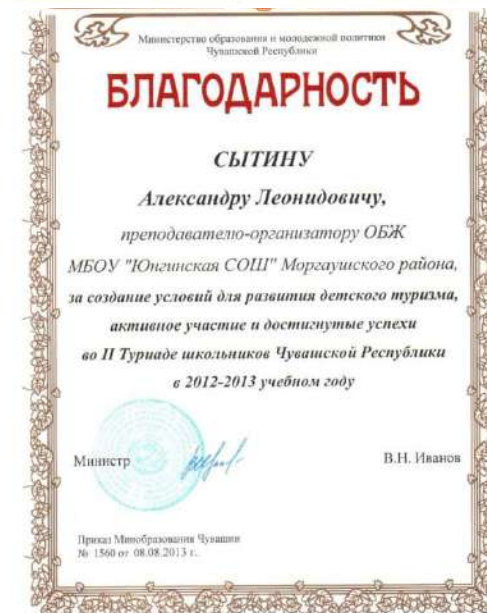 Министерство образования и молодежной политики
Чувашской Республики
БЛАГОДАРНОСТЬ
СЫТИНУ
Александру Леонидовичу,
преподавателю-организатору ОБЖ
МБОУ "Юнгинская СОШ" Моргаушского района,
за создание условий для развития детского туризма,
активное участие и достигнутые успехи
во II Туриаде школьников Чувашской Республики
в 2012-2013 учебном году
Министр
В.Н. Иванов
Приказ Минобразования Чувашии
№ 1560 от 08.08.2013 г.